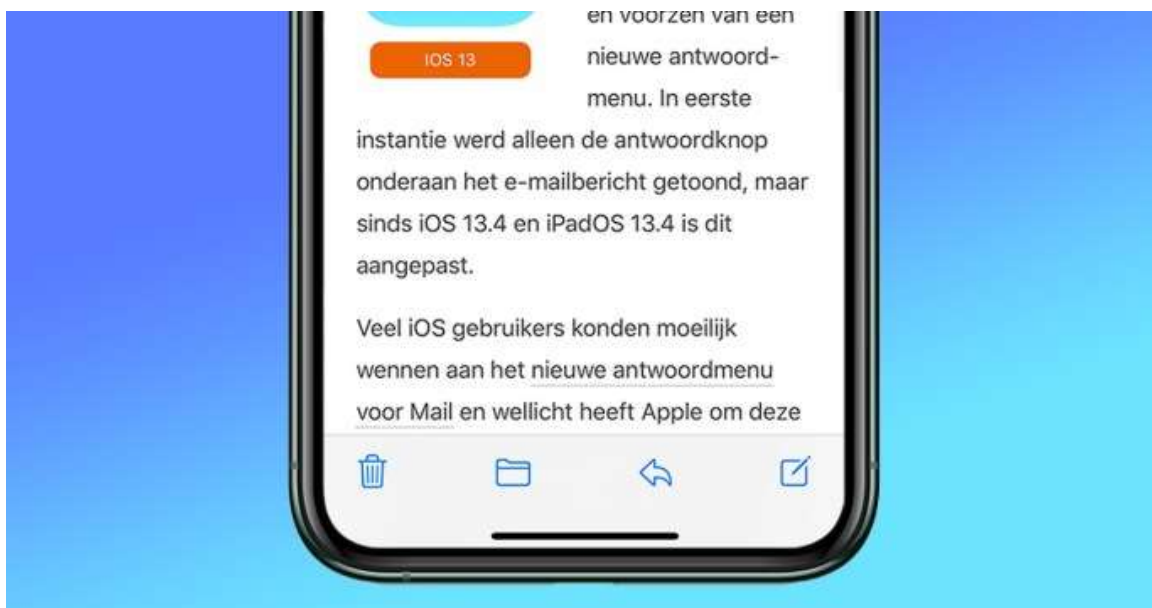 en voorzen van een
IOS 13
nieuwe antwoord-
menu. In eerste
instantie werd alleen de antwoordknop
onderaan het e-mailbericht getoond, maar
sinds iOS 13.4 en iPadOS 13.4 is dit
aangepast.
Veel iOS gebruikers konden moeilijk
wennen aan het nieuwe antwoordmenu
voor Mail en wellicht heeft Apple om deze